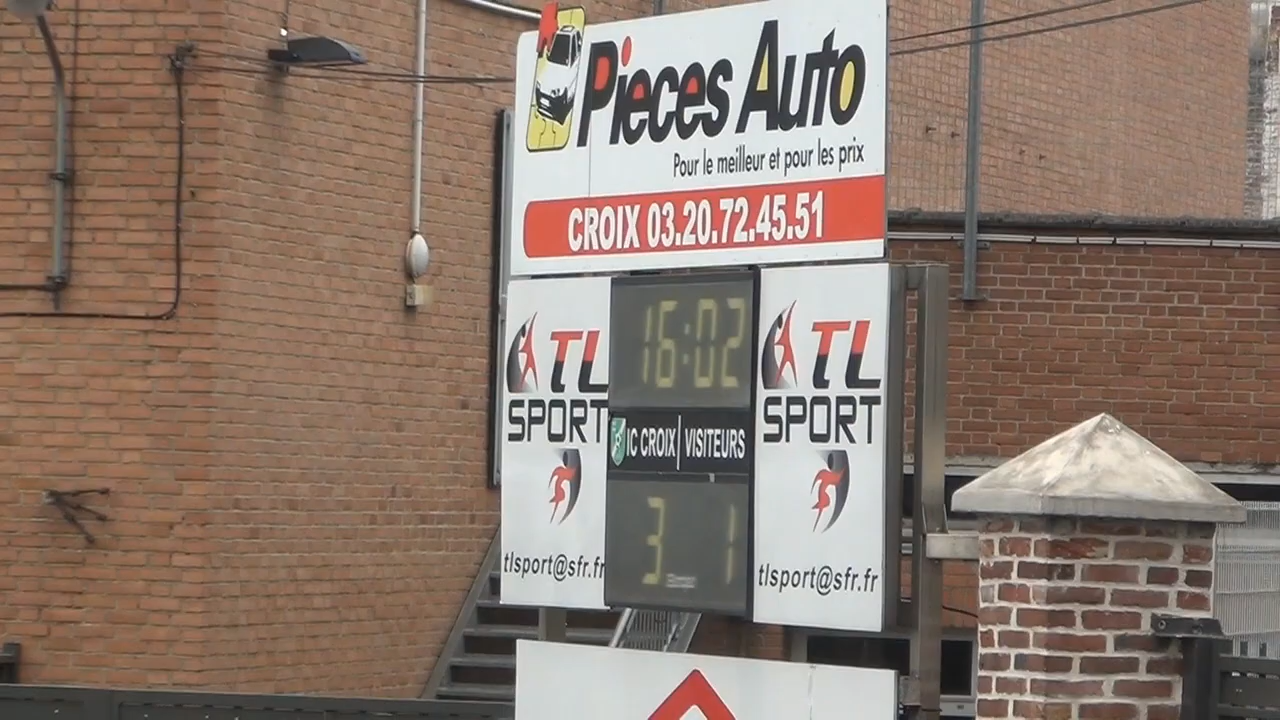 Pieces Auto
Pour le meilleur et pour les prix
CROIX 03.20.72.45.51
TL
SPORT
tlsport@sfr.fr
16:02
IC CROIX VISITEURS
3 1
TL
SPORT
tlsport@sfr.fr